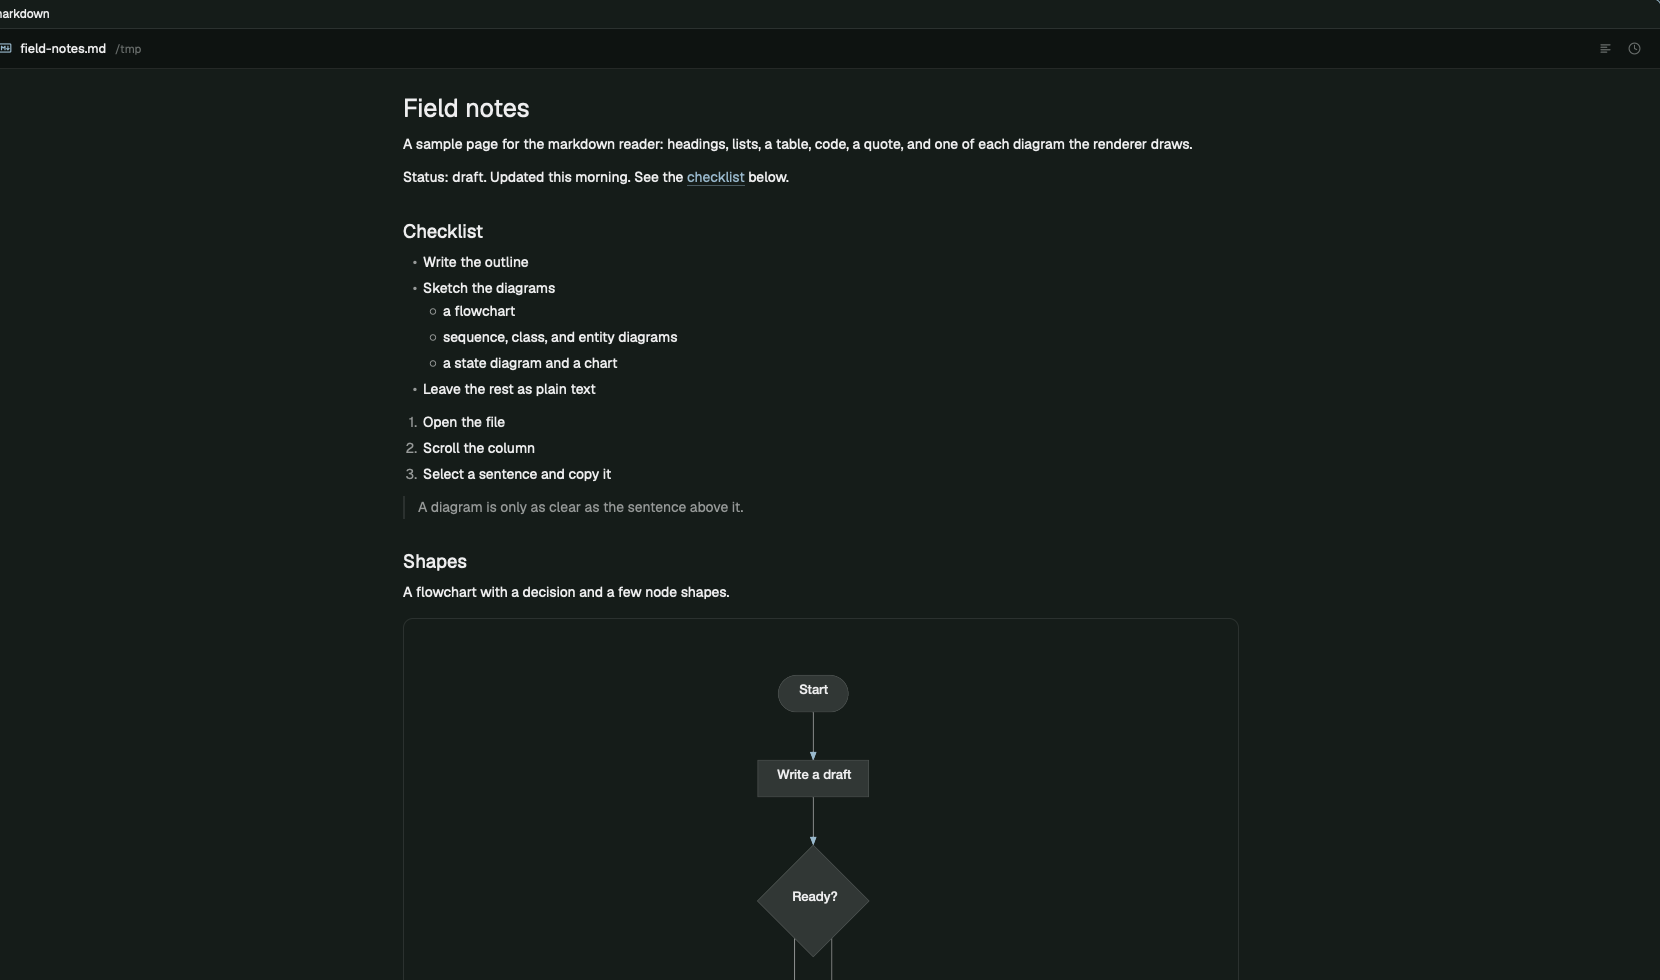 arkdown
field-notes.md /tmp
Field notes
A sample page for the markdown reader: headings, lists, a table, code, a quote, and one of each diagram the renderer draws.
Status: draft. Updated this morning. See the checklist below.
Checklist
• Write the outline
• Sketch the diagrams
○ a flowchart
○ sequence, class, and entity diagrams
○ a state diagram and a chart
• Leave the rest as plain text
1. Open the file
2. Scroll the column
3. Select a sentence and copy it
A diagram is only as clear as the sentence above it.
Shapes
A flowchart with a decision and a few node shapes.
Start
Write a draft
Ready?